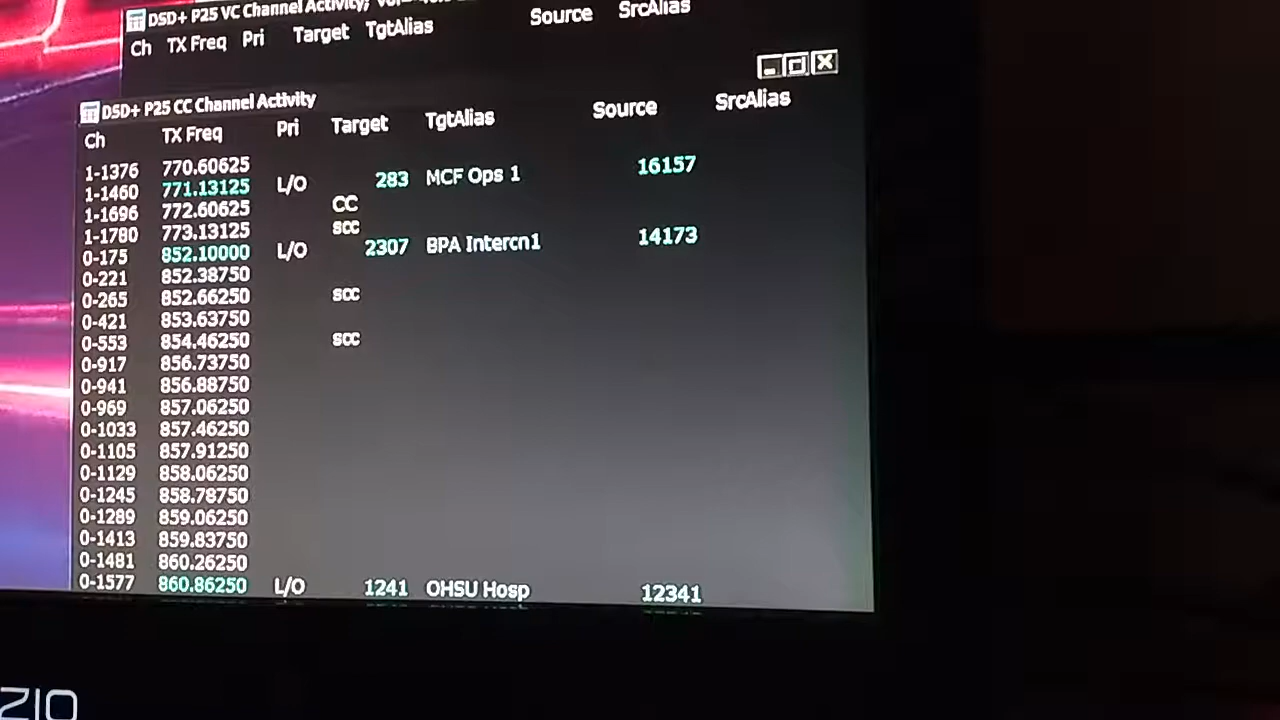 DSD+ P25 VC Channel Activity;
Ch TX Freq Pri Target TgtAlias Source SrcAlias
DSD+ P25 CC Channel Activity
Ch TX Freq Pri Target TgtAlias Source SrcAlias
1-1376 770.60625
1-1460 771.13125 L/O 283 MCF Ops 1 16157
1-1696 772.60625 CC
1-1780 773.13125 scc
0-175 852.10000 L/O 2307 BPA Intercn1 14173
0-221 852.38750
0-265 852.66250 scc
0-421 853.63750
0-553 854.46250 scc
0-917 856.73750
0-941 856.88750
0-969 857.06250
0-1033 857.46250
0-1105 857.91250
0-1129 858.06250
0-1245 858.78750
0-1289 859.06250
0-1413 859.83750
0-1481 860.26250
0-1577 860.86250 L/O 1241 OHSU Hosp 12341
ZIO